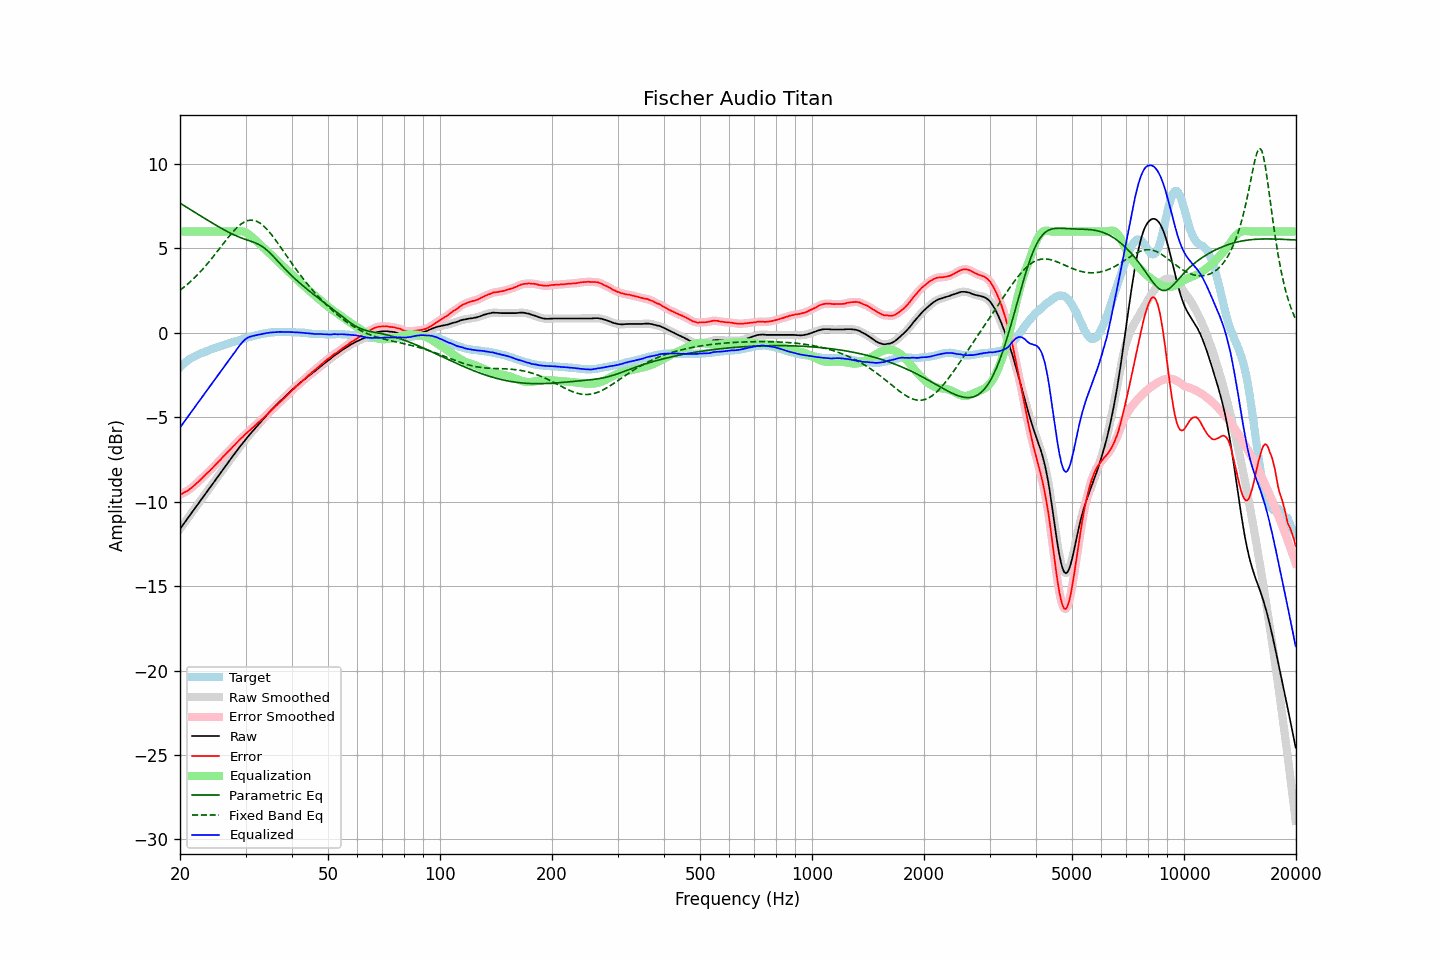 Fischer Audio Titan
Amplitude (dBr)
10
5
0
−5
−10
−15
−20
−25
−30
Target
Raw Smoothed
Error Smoothed
Raw
Error
Equalization
Parametric Eq
Fixed Band Eq
Equalized
20 50 100 200 500 1000 2000 5000 10000 20000
Frequency (Hz)